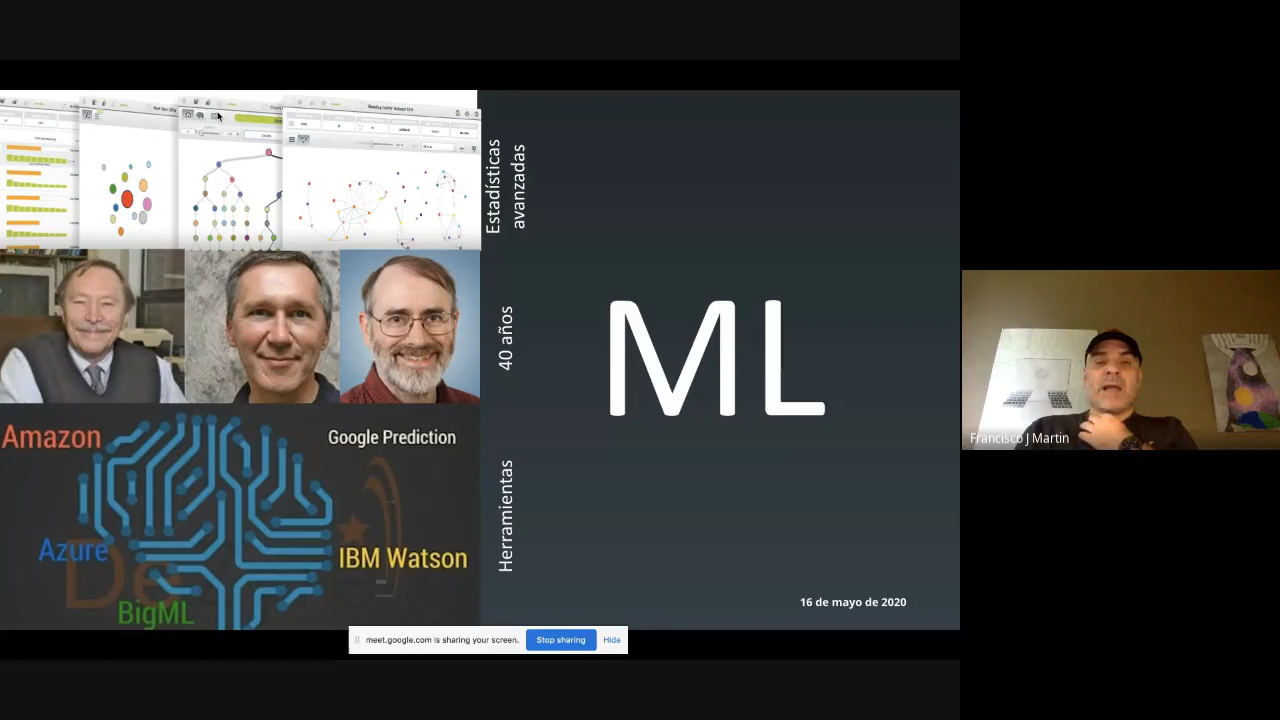 Estadísticas
avanzadas
40 años
ML
Herramientas
Amazon
Google Prediction
Azure
IBM Watson
BigML
16 de mayo de 2020
Francisco J Martin
meet.google.com is sharing your screen.
Stop sharing
Hide